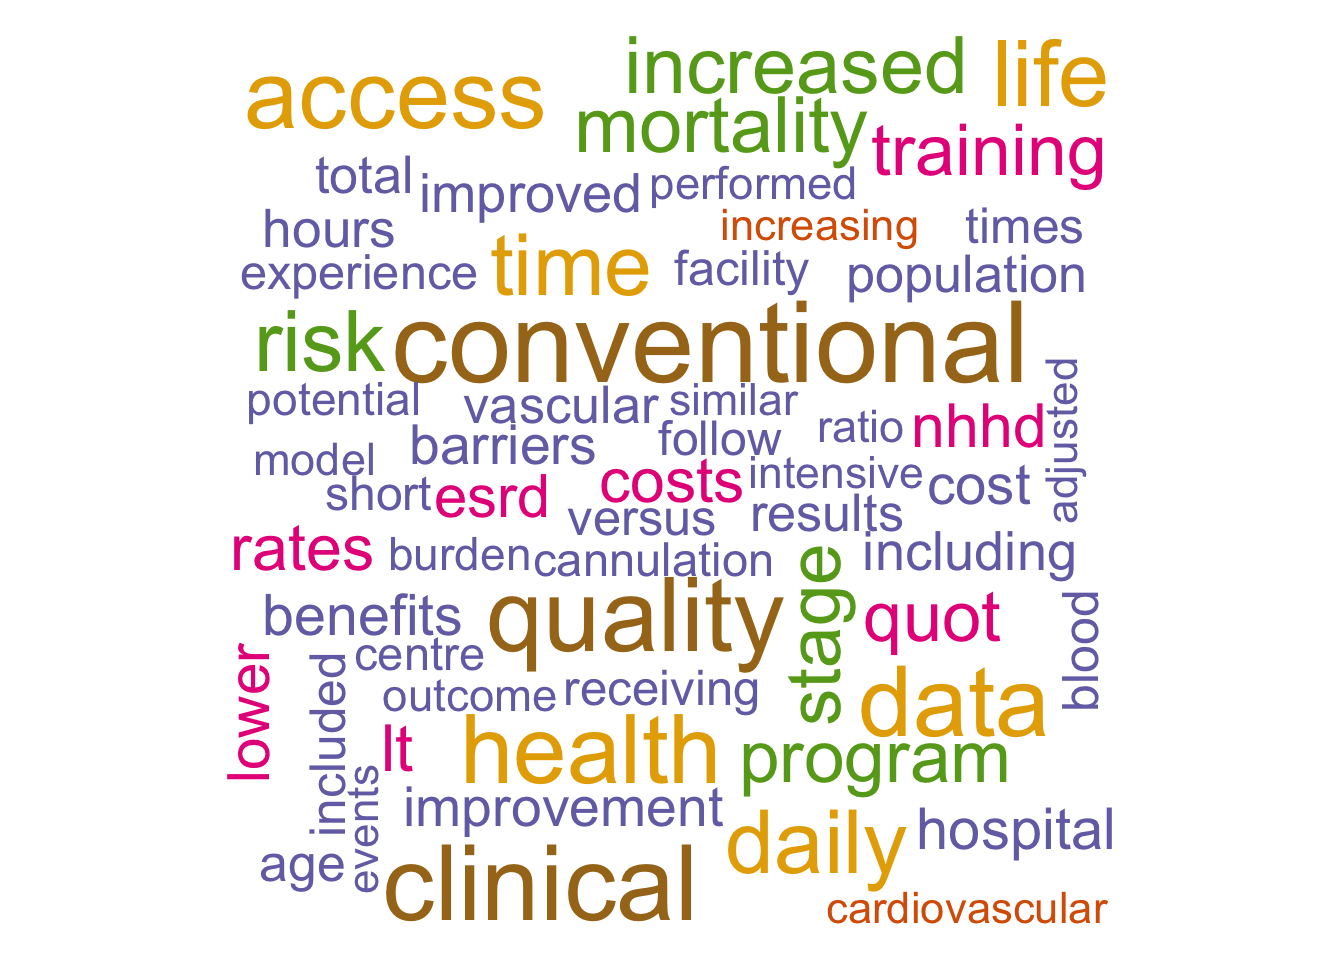 access
increased
life
mortality
training
total
improved
performed
hours
increasing
times
experience
time
facility
population
risk
conventional
potential
vascular
similar
adjusted
barriers
follow
ratio
nhhd
model
short
esrd
costs
intensive
cost
versus
results
rates
burden
cannulation
including
benefits
quality
stage
quot
blood
lower
included
centre
outcome
receiving
data
lt
health
program
events
improvement
daily
hospital
age
clinical
cardiovascular